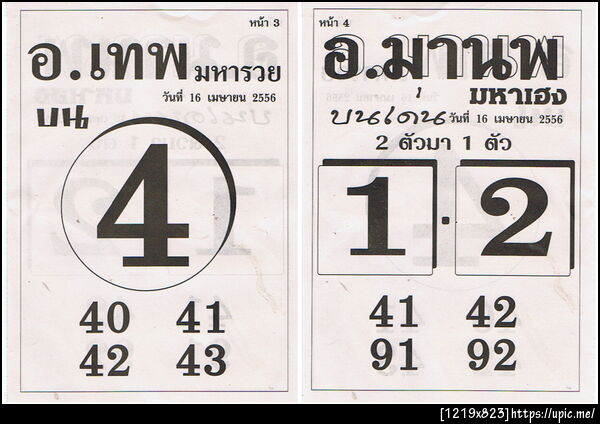 หน้า 3
อ.เทพ มหารวย
วันที่ 16 เมษายน 2556
บน
4
40 41
42 43
หน้า 4
อ.มานพ
มหาเฮง
บนเด่น วันที่ 16 เมษายน 2556
2 ตัวมา 1 ตัว
1 · 2
41 42
91 92
[1219x823]https://upic.me/